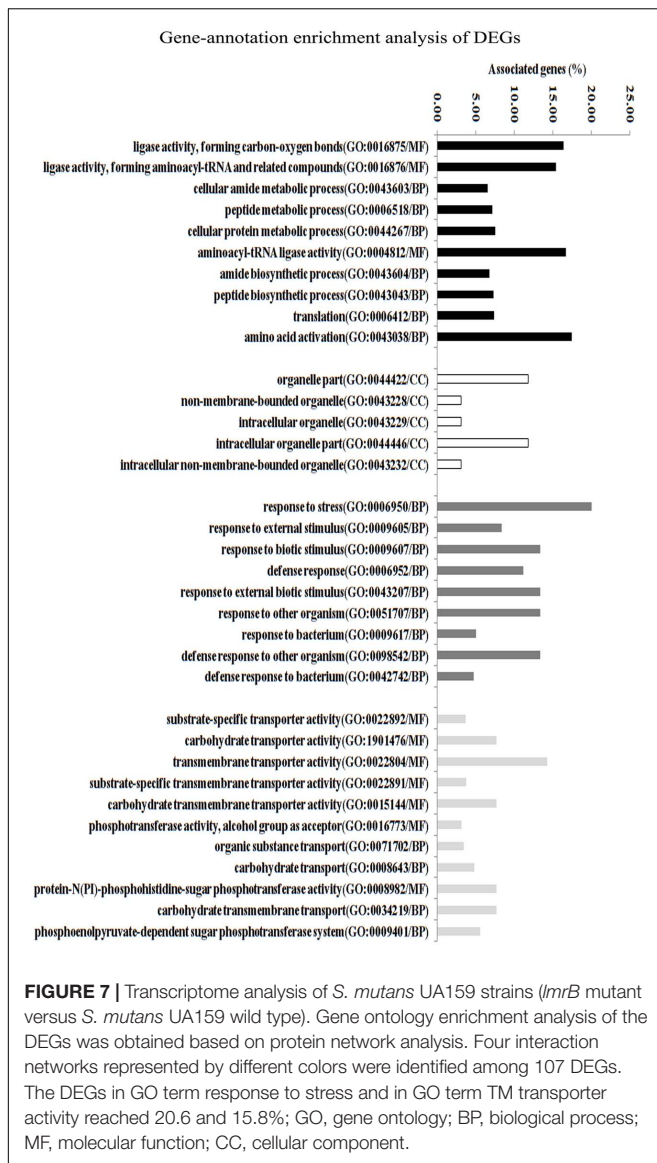 Gene-annotation enrichment analysis of DEGs
Associated genes (%)
0.00
5.00
10.00
15.00
20.00
25.00
ligase activity, forming carbon-oxygen bonds(GO:0016875/MF)
ligase activity, forming aminoacyl-tRNA and related compounds(GO:0016876/MF)
cellular amide metabolic process(GO:0043603/BP)
peptide metabolic process(GO:0006518/BP)
cellular protein metabolic process(GO:0044267/BP)
aminoacyl-tRNA ligase activity(GO:0004812/MF)
amide biosynthetic process(GO:0043604/BP)
peptide biosynthetic process(GO:0043043/BP)
translation(GO:0006412/BP)
amino acid activation(GO:0043038/BP)
organelle part(GO:0044422/CC)
non-membrane-bounded organelle(GO:0043228/CC)
intracellular organelle(GO:0043229/CC)
intracellular organelle part(GO:0044446/CC)
intracellular non-membrane-bounded organelle(GO:0043232/CC)
response to stress(GO:0006950/BP)
response to external stimulus(GO:0009605/BP)
response to biotic stimulus(GO:0009607/BP)
defense response(GO:0006952/BP)
response to external biotic stimulus(GO:0043207/BP)
response to other organism(GO:0051707/BP)
response to bacterium(GO:0009617/BP)
defense response to other organism(GO:0098542/BP)
defense response to bacterium(GO:0042742/BP)
substrate-specific transporter activity(GO:0022892/MF)
carbohydrate transporter activity(GO:1901476/MF)
transmembrane transporter activity(GO:0022804/MF)
substrate-specific transmembrane transporter activity(GO:0022891/MF)
carbohydrate transmembrane transporter activity(GO:0015144/MF)
phosphotransferase activity, alcohol group as acceptor(GO:0016773/MF)
organic substance transport(GO:0071702/BP)
carbohydrate transport(GO:0008643/BP)
protein-N(PI)-phosphohistidine-sugar phosphotransferase activity(GO:0008982/MF)
carbohydrate transmembrane transport(GO:0034219/BP)
phosphoenolpyruvate-dependent sugar phosphotransferase system(GO:0009401/BP)
FIGURE 7 | Transcriptome analysis of S. mutans UA159 strains (lmrB mutant
versus S. mutans UA159 wild type). Gene ontology enrichment analysis of the
DEGs was obtained based on protein network analysis. Four interaction
networks represented by different colors were identified among 107 DEGs.
The DEGs in GO term response to stress and in GO term TM transporter
activity reached 20.6 and 15.8%; GO, gene ontology; BP, biological process;
MF, molecular function; CC, cellular component.